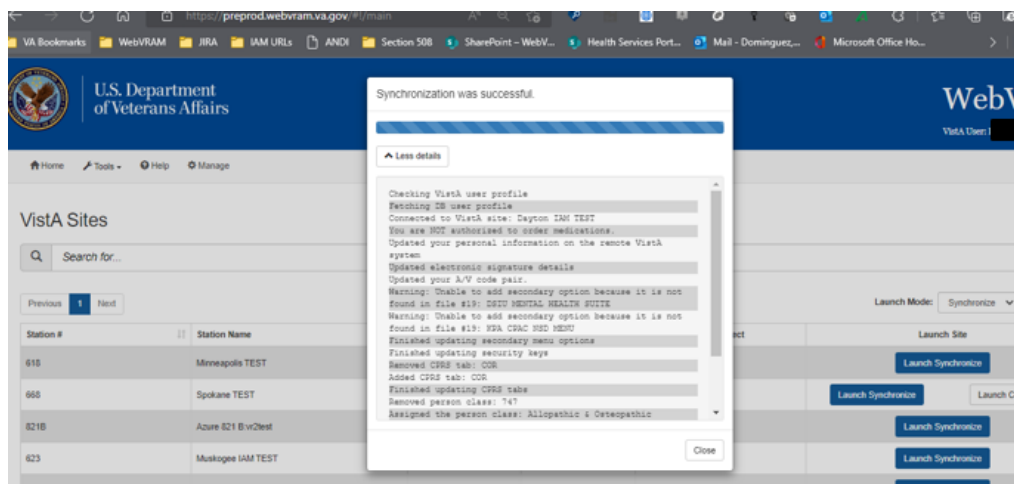 https://preprod.webvram.va.gov/#!/main
VA Bookmarks WebVRAM JIRA IAM URLs ANDI Section 508 SharePoint – WebV... Health Services Port... Mail - Dominguez,... Microsoft Office Ho...
U.S. Department
of Veterans Affairs
WebV
VistA User:
Home Tools Help Manage
VistA Sites
Search for...
Previous 1 Next
Launch Mode: Synchronize
Station # Station Name ect Launch Site
618 Minneapolis TEST Launch Synchronize
668 Spokane TEST Launch Synchronize Launch C
821B Azure 821 B:vr2test Launch Synchronize
623 Muskogee IAM TEST Launch Synchronize
Synchronization was successful.
Less details
Checking VistA user profile
Fetching DB user profile
Connected to VistA site: Dayton IAM TEST
You are NOT authorized to order medications.
Updated your personal information on the remote VistA
system
Updated electronic signature details
Updated your A/V code pair.
Warning: Unable to add secondary option because it is not
found in file #19: DSIU MENTAL HEALTH SUITE
Warning: Unable to add secondary option because it is not
found in file #19: KPA CPAC NSD MENU
Finished updating secondary menu options
Finished updating security keys
Removed CPRS tab: COR
Added CPRS tab: COR
Finished updating CPRS tabs
Removed person class: 747
Assigned the person class: Allopathic & Osteopathic
Close